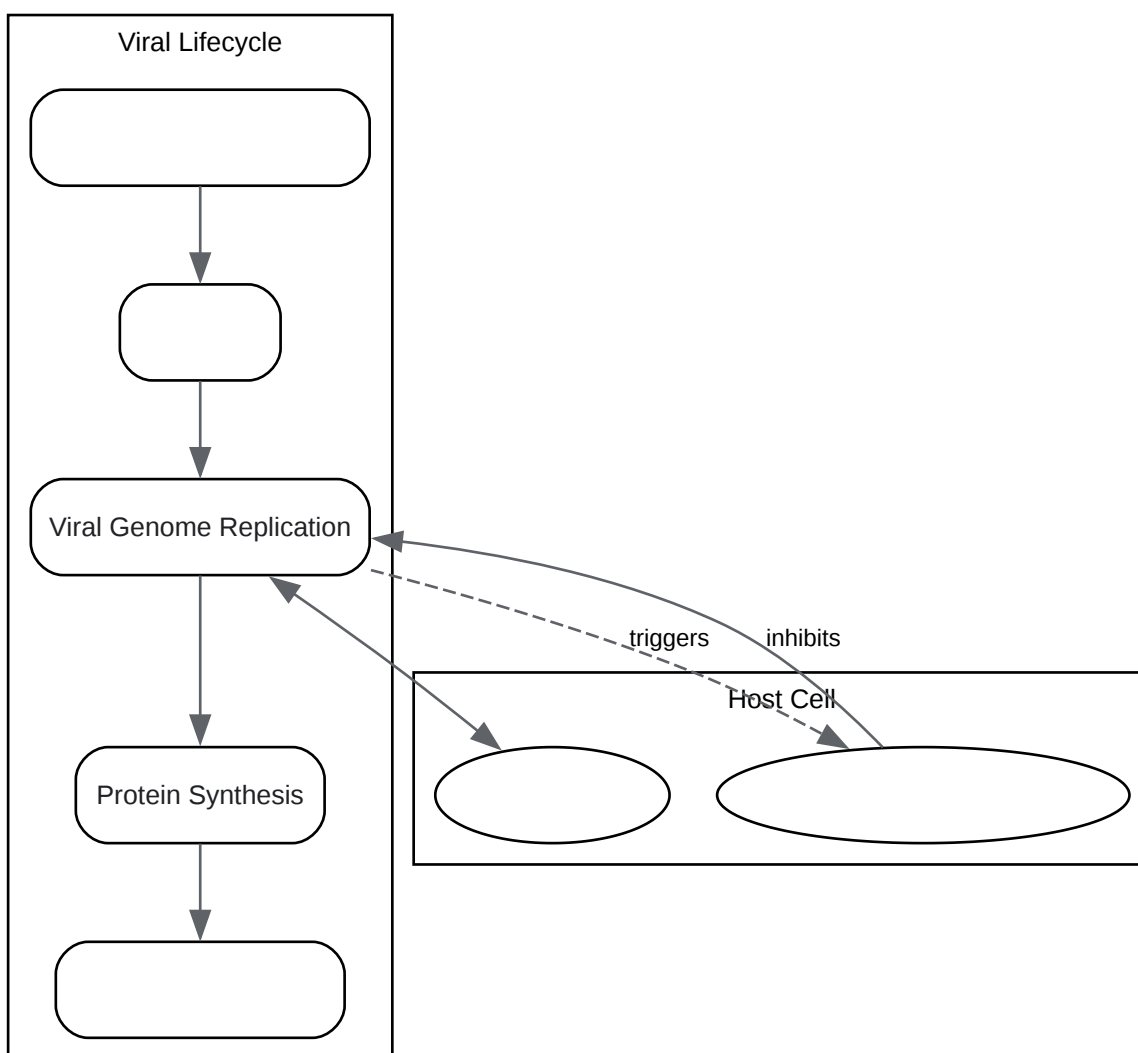 Viral Lifecycle
Viral Genome Replication
triggers
inhibits
Host Cell
Protein Synthesis